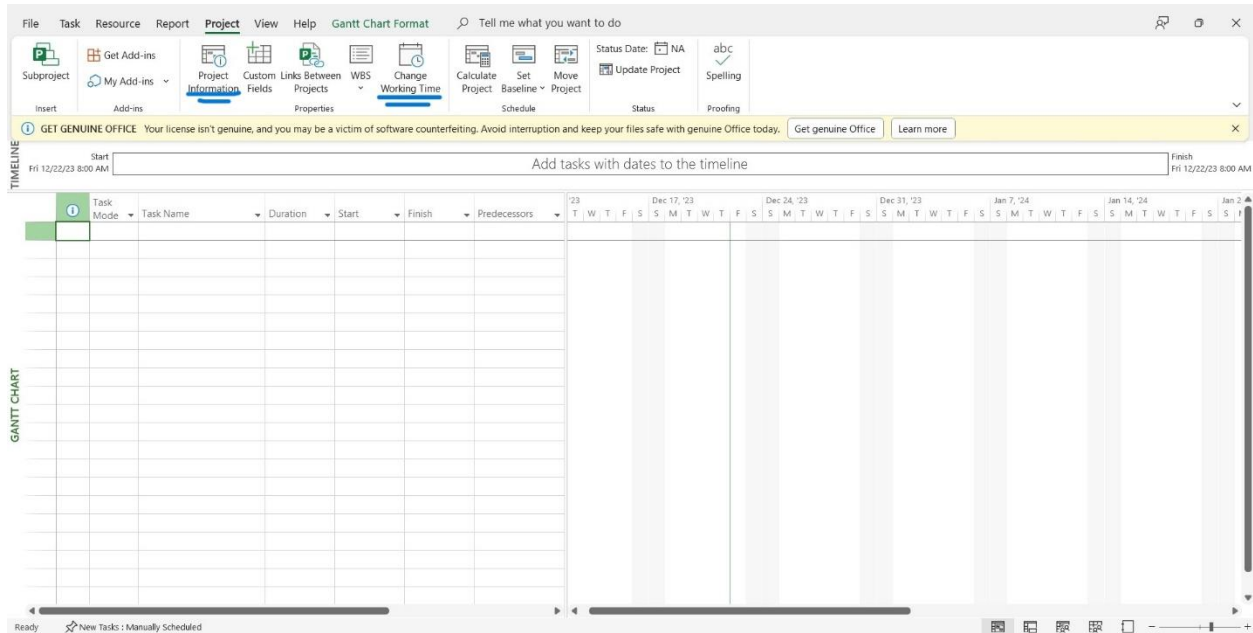 File Task Resource Report Project View Help Gantt Chart Format Tell me what you want to do
Subproject
Get Add-ins
My Add-ins
Project Information
Custom Fields
Links Between Projects
WBS
Change Working Time
Calculate Project
Set Baseline
Move Project
Status Date: NA
Update Project
abc
Spelling
Insert Add-ins Properties Schedule Status Proofing
GET GENUINE OFFICE Your license isn't genuine, and you may be a victim of software counterfeiting. Avoid interruption and keep your files safe with genuine Office today. Get genuine Office Learn more
TIMELINE
Start
Fri 12/22/23 8:00 AM
Add tasks with dates to the timeline
Finish
Fri 12/22/23 8:00 AM
Task Mode Task Name Duration Start Finish Predecessors
'23 Dec 17, '23 Dec 24, '23 Dec 31, '23 Jan 7, '24 Jan 14, '24 Jan 2
T W T F S S M T W T F S S M T W T F S S M T W T F S S M T W T F S S M T W T F S S M
GANTT CHART
Ready New Tasks : Manually Scheduled